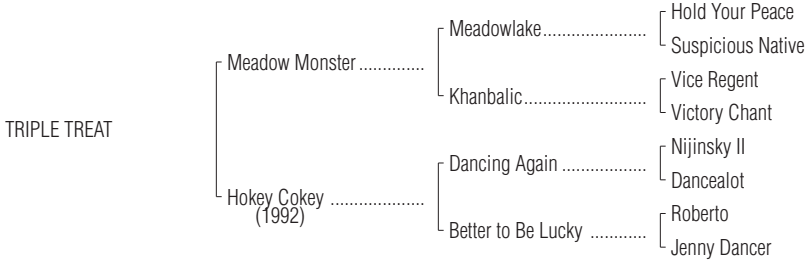 Hold Your Peace
Meadowlake.......................
Suspicious Native
Meadow Monster ..............
Vice Regent
Khanbalic...........................
Victory Chant
TRIPLE TREAT
Nijinsky II
Dancing Again ...................
Dancealot
Hokey Cokey ....................
(1992)
Roberto
Better to Be Lucky ............
Jenny Dancer